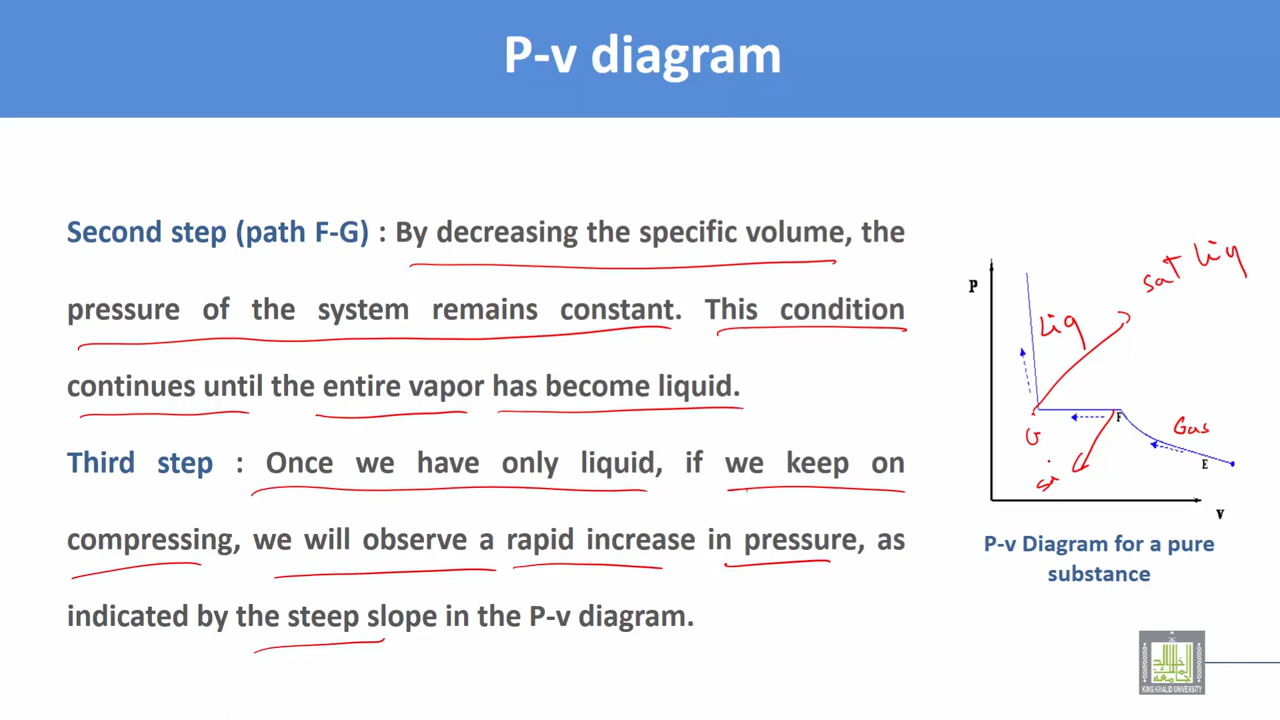 P-v diagram
Second step (path F-G) : By decreasing the specific volume, the
pressure of the system remains constant. This condition
continues until the entire vapor has become liquid.
Third step : Once we have only liquid, if we keep on
compressing, we will observe a rapid increase in pressure, as
indicated by the steep slope in the P-v diagram.
sat Liq
P
Liq
F
G
Gas
E
v
P-v Diagram for a pure
substance
KING KHALID UNIVERSITY